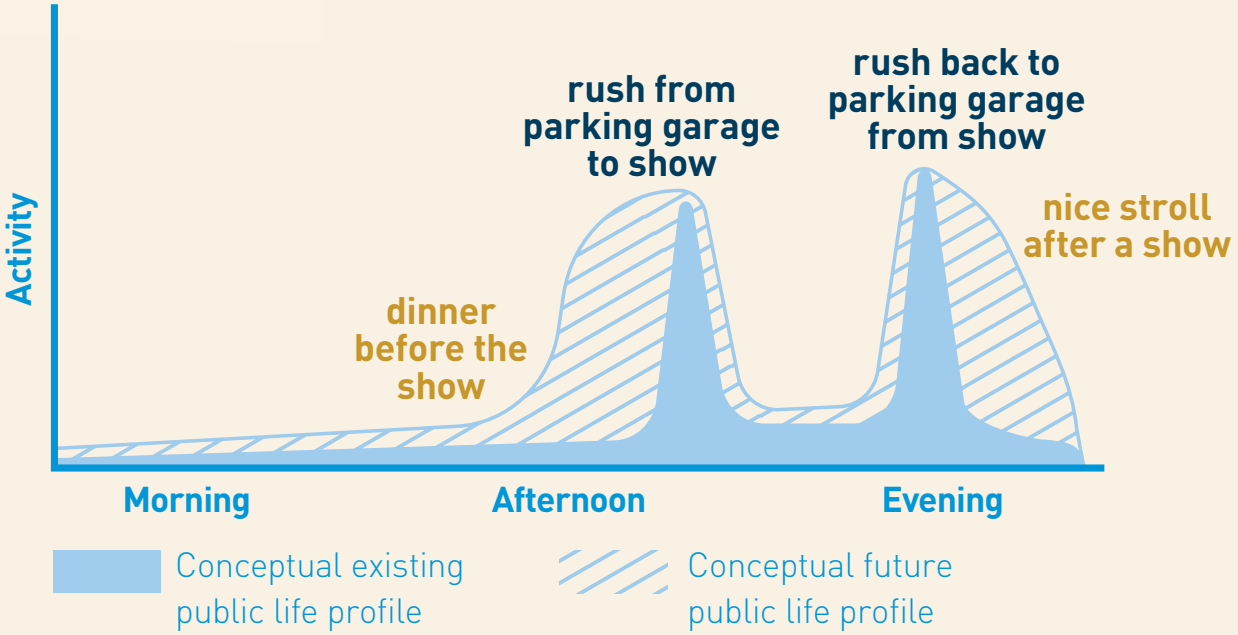 Activity
rush from
parking garage
to show
rush back to
parking garage
from show
nice stroll
after a show
dinner
before the
show
Morning
Afternoon
Evening
Conceptual existing
public life profile
Conceptual future
public life profile